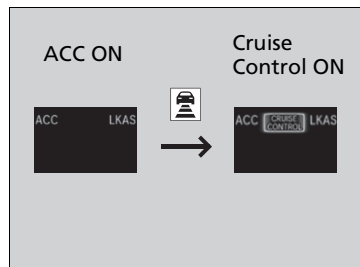 ACC ON
Cruise
Control ON
ACC LKAS
ACC CRUISE CONTROL LKAS